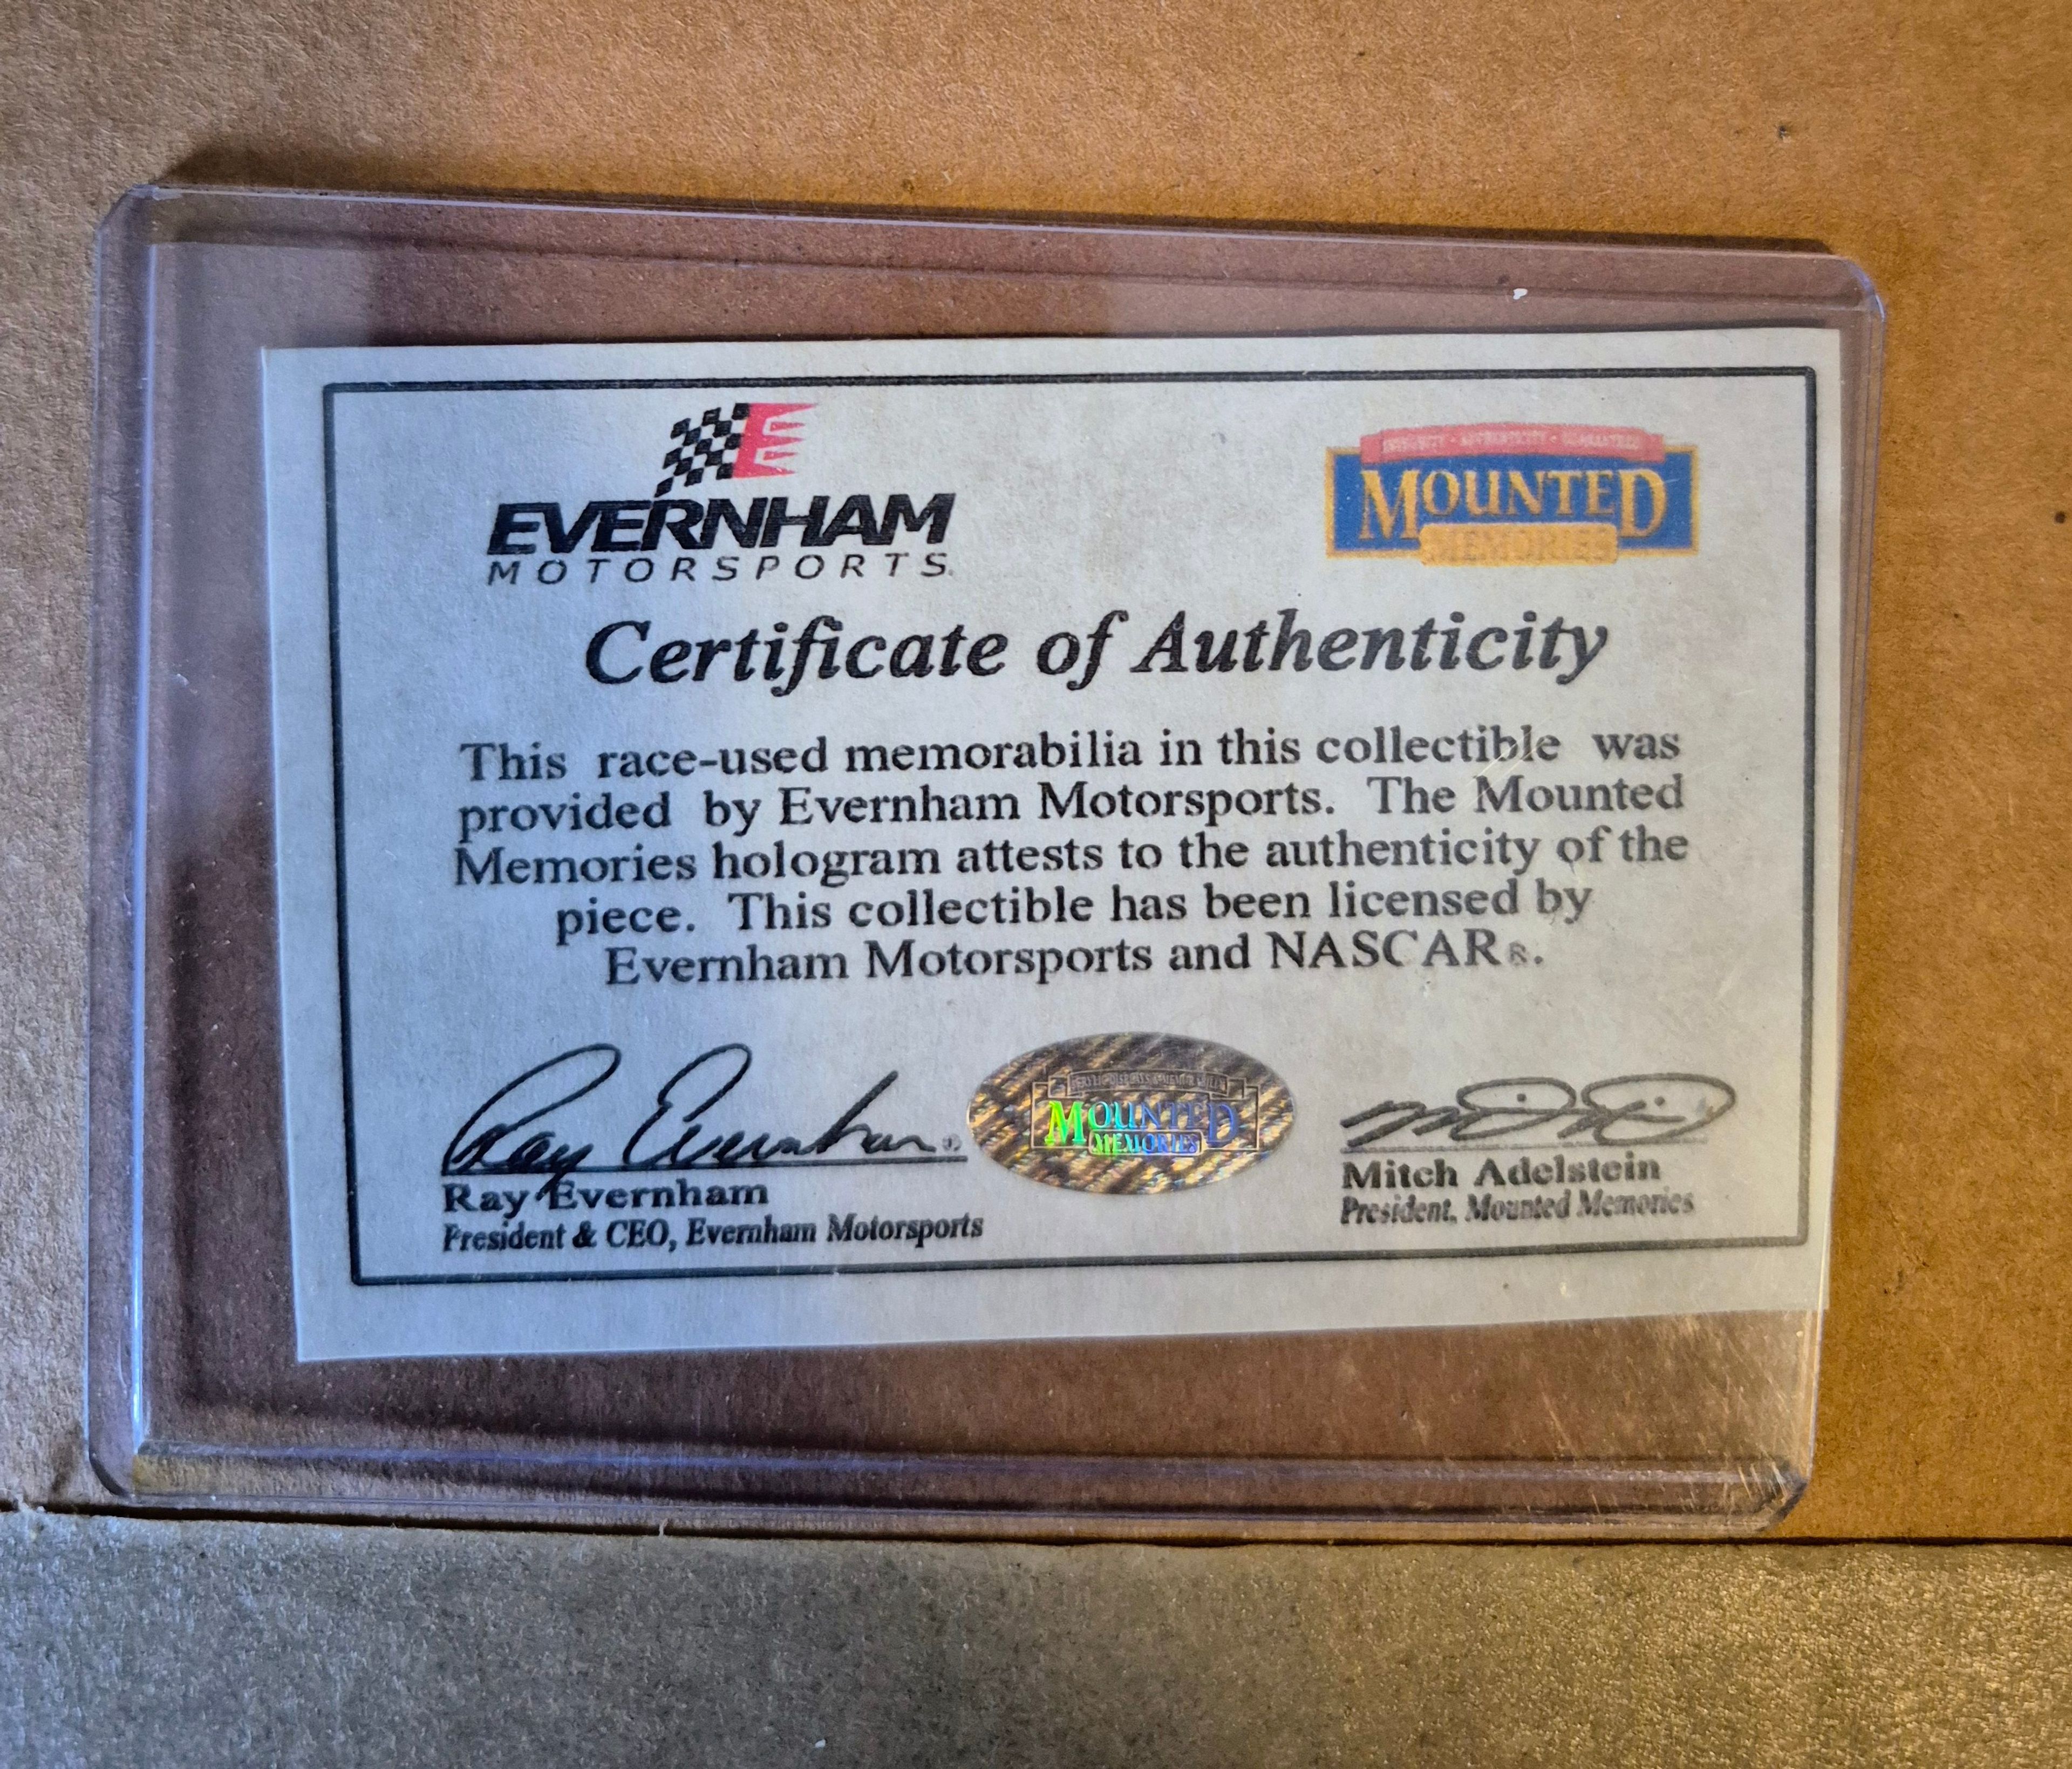 E
EVERNHAM
MOTORSPORTS
AUTHENTICITY • GUARANTEED
MOUNTED
MEMORIES
Certificate of Authenticity
This race-used memorabilia in this collectible was
provided by Evernham Motorsports. The Mounted
Memories hologram attests to the authenticity of the
piece. This collectible has been licensed by
Evernham Motorsports and NASCAR®.
Ray Evernham
MOUNTED
MEMORIES
Ray Evernham
President & CEO, Evernham Motorsports
Mitch Adelstein
President, Mounted Memories